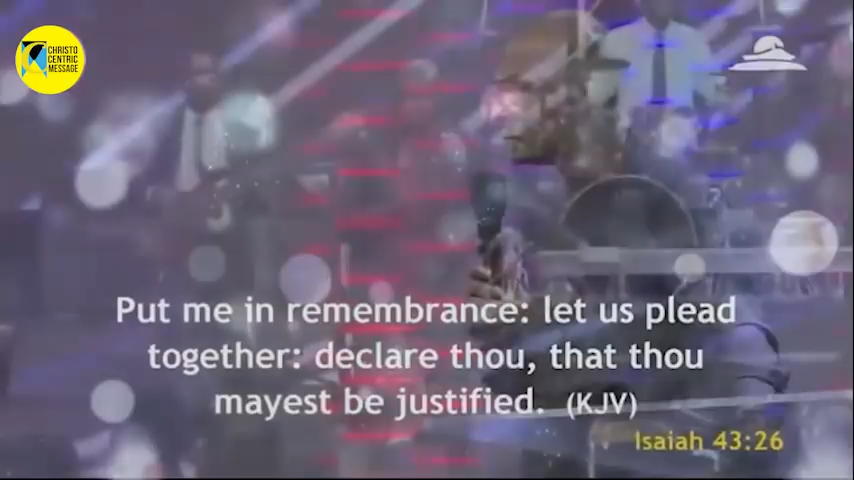 CHRISTO
CENTRIC
MESSAGE
Put me in remembrance: let us plead
together: declare thou, that thou
mayest be justified. (KJV)
Isaiah 43:26